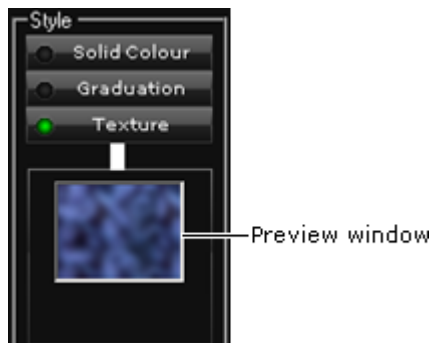 Style
Solid Colour
Graduation
Texture
Preview window